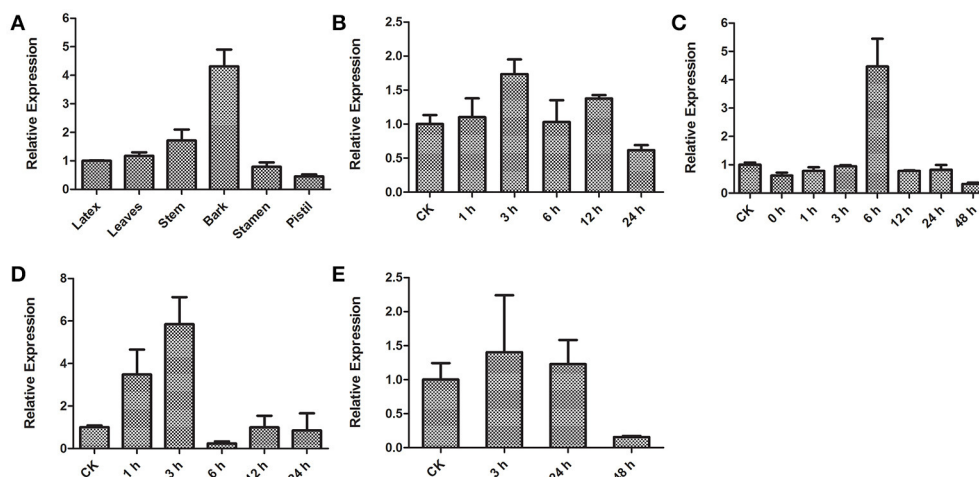 A
Relative Expression
6
5
4
3
2
1
0
Latex
Leaves
Stem
Bark
Stamen
Pistil
B
Relative Expression
2.5
2.0
1.5
1.0
0.5
0.0
CK
1 h
3 h
6 h
12 h
24 h
C
Relative Expression
6
5
4
3
2
1
0
CK
0 h
1 h
3 h
6 h
12 h
24 h
48 h
D
Relative Expression
8
6
4
2
0
CK
1 h
3 h
6 h
12 h
24 h
E
Relative Expression
2.5
2.0
1.5
1.0
0.5
0.0
CK
3 h
24 h
48 h